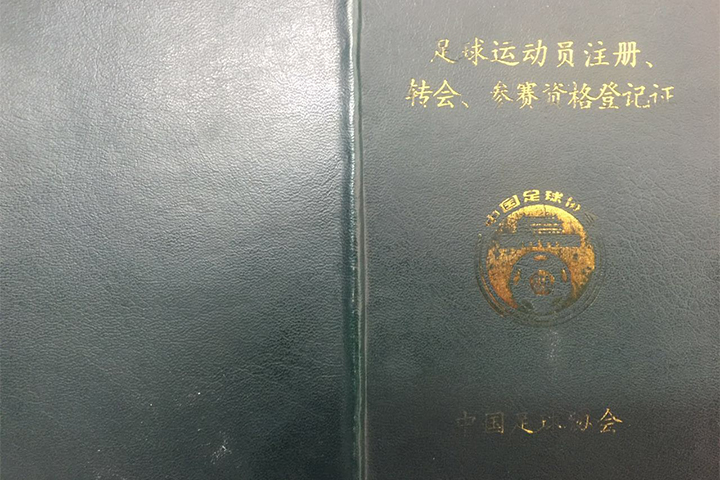 足球运动员注册、
转会、参赛资格登记证
中国足球协
中国足球协会